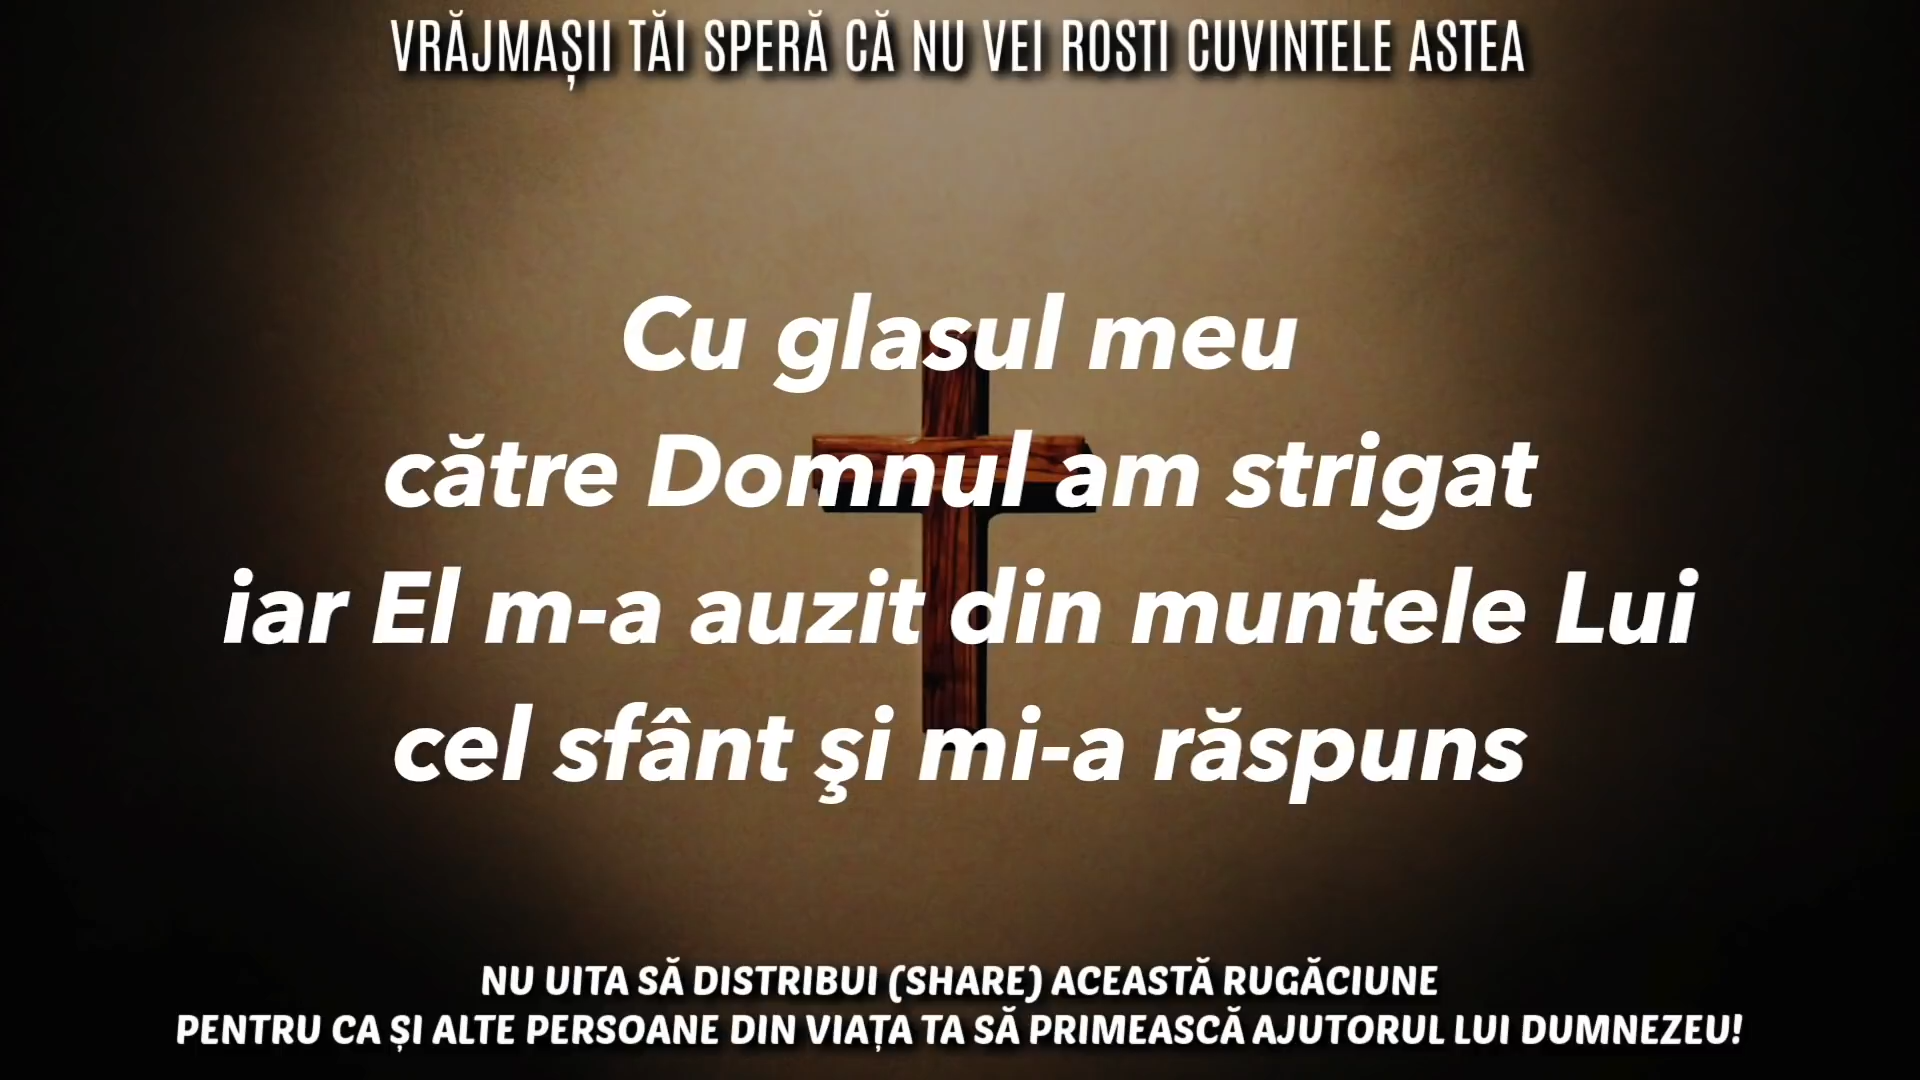 VRĂJMAȘII TĂI SPERĂ CĂ NU VEI ROSTI CUVINTELE ASTEA
Cu glasul meu
către Domnul am strigat
iar El m-a auzit din muntele Lui
cel sfânt şi mi-a răspuns
NU UITA SĂ DISTRIBUI (SHARE) ACEASTĂ RUGĂCIUNE
PENTRU CA ȘI ALTE PERSOANE DIN VIAȚA TA SĂ PRIMEASCĂ AJUTORUL LUI DUMNEZEU!